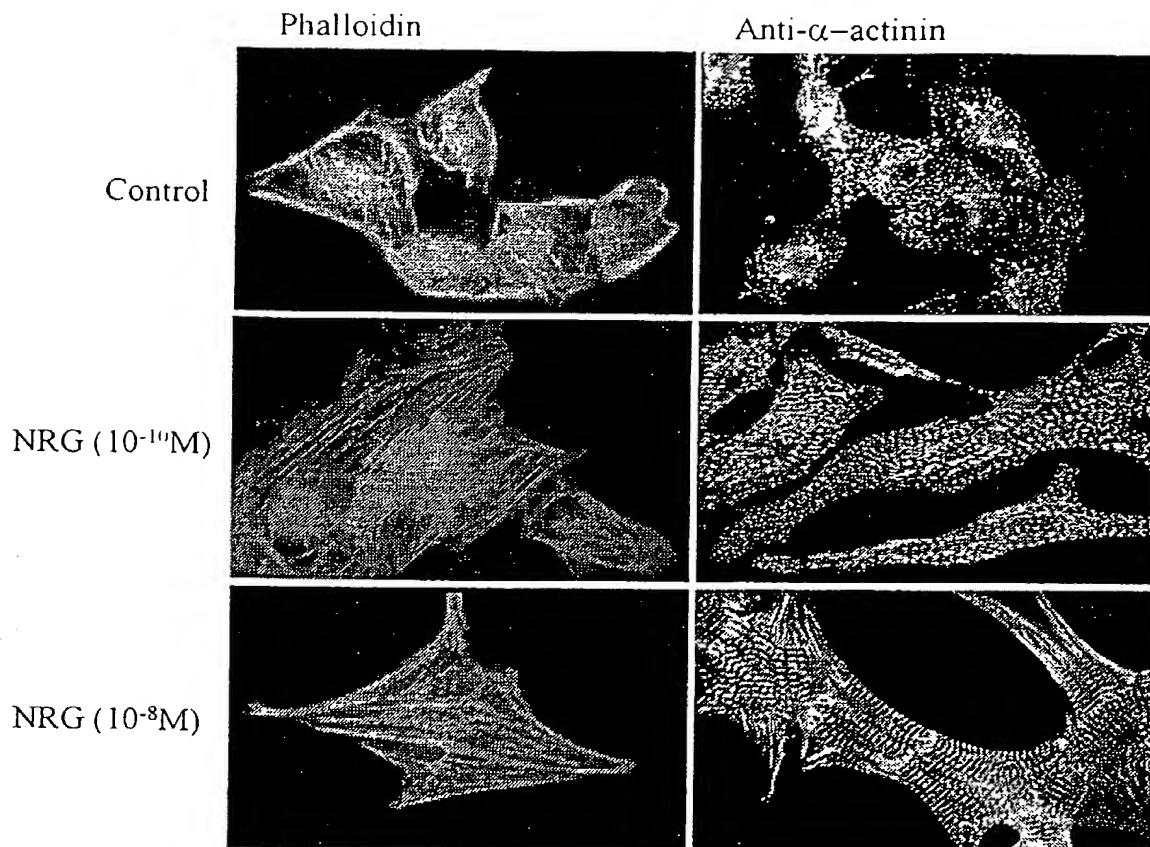 Phalloidin
Anti-α-actinin
Control
NRG (10⁻¹⁰M)
NRG (10⁻⁸M)